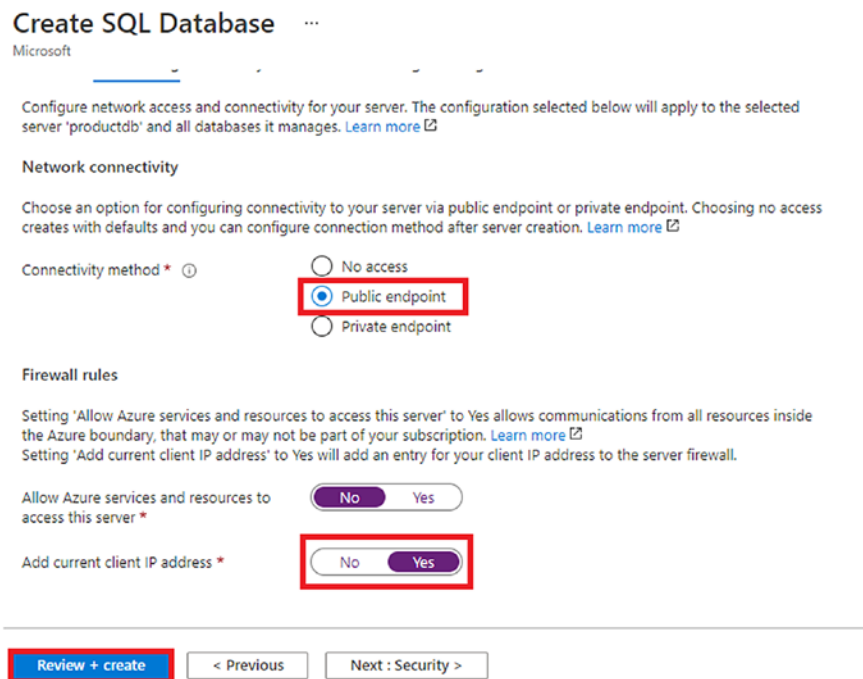 Create SQL Database ...
Microsoft
Configure network access and connectivity for your server. The configuration selected below will apply to the selected
server 'productdb' and all databases it manages. Learn more
Network connectivity
Choose an option for configuring connectivity to your server via public endpoint or private endpoint. Choosing no access
creates with defaults and you can configure connection method after server creation. Learn more
Connectivity method *
No access
Public endpoint
Private endpoint
Firewall rules
Setting 'Allow Azure services and resources to access this server' to Yes allows communications from all resources inside
the Azure boundary, that may or may not be part of your subscription. Learn more
Setting 'Add current client IP address' to Yes will add an entry for your client IP address to the server firewall.
Allow Azure services and resources to
access this server *
No Yes
Add current client IP address * No Yes
Review + create < Previous Next : Security >